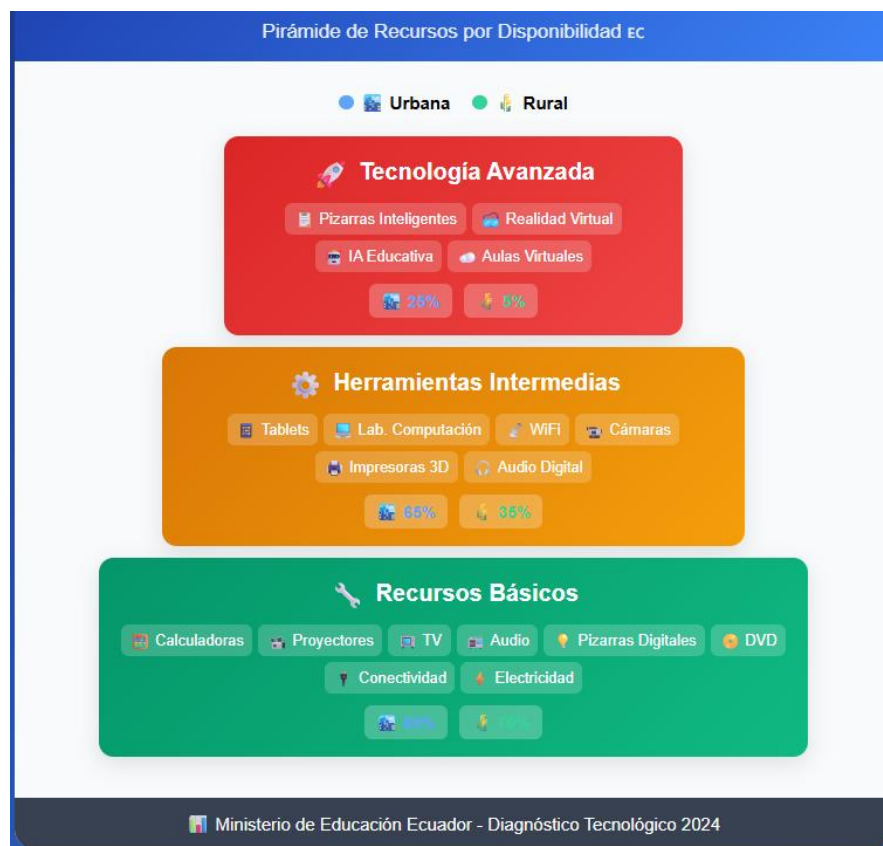 Pirámide de Recursos por Disponibilidad EC
Urbana Rural
Tecnología Avanzada
Pizarras Inteligentes Realidad Virtual
IA Educativa Aulas Virtuales
25% 5%
Herramientas Intermedias
Tablets Lab. Computación WiFi Cámaras
Impresoras 3D Audio Digital
65% 35%
Recursos Básicos
Calculadoras Proyectores TV Audio Pizarras Digitales DVD
Conectividad Electricidad
Ministerio de Educación Ecuador - Diagnóstico Tecnológico 2024